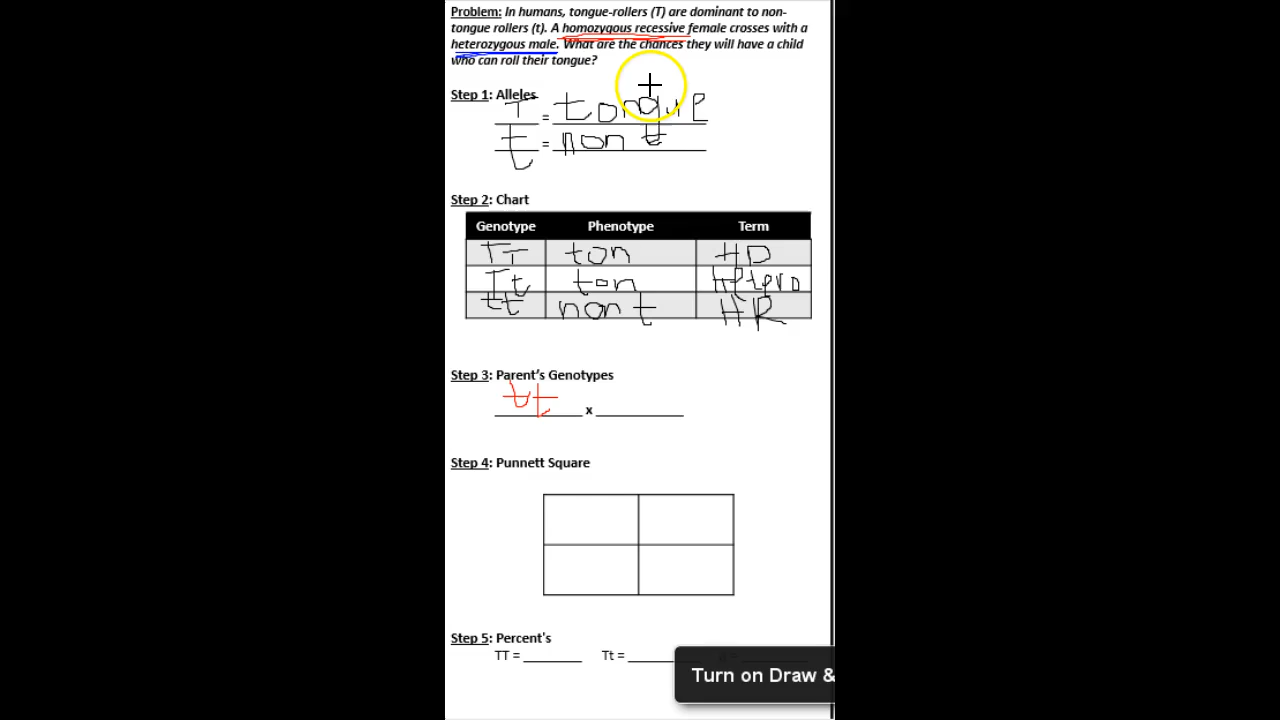 Problem: In humans, tongue-rollers (T) are dominant to non-
tongue rollers (t). A homozygous recessive female crosses with a
heterozygous male. What are the chances they will have a child
who can roll their tongue?
Step 1: Alleles
T = tongue
t = non t
Step 2: Chart
Genotype Phenotype Term
TT ton HD
Tt ton Hetero
tt non t HR
Step 3: Parent's Genotypes
tt x
Step 4: Punnett Square
Step 5: Percent's
TT = Tt =
Turn on Draw &